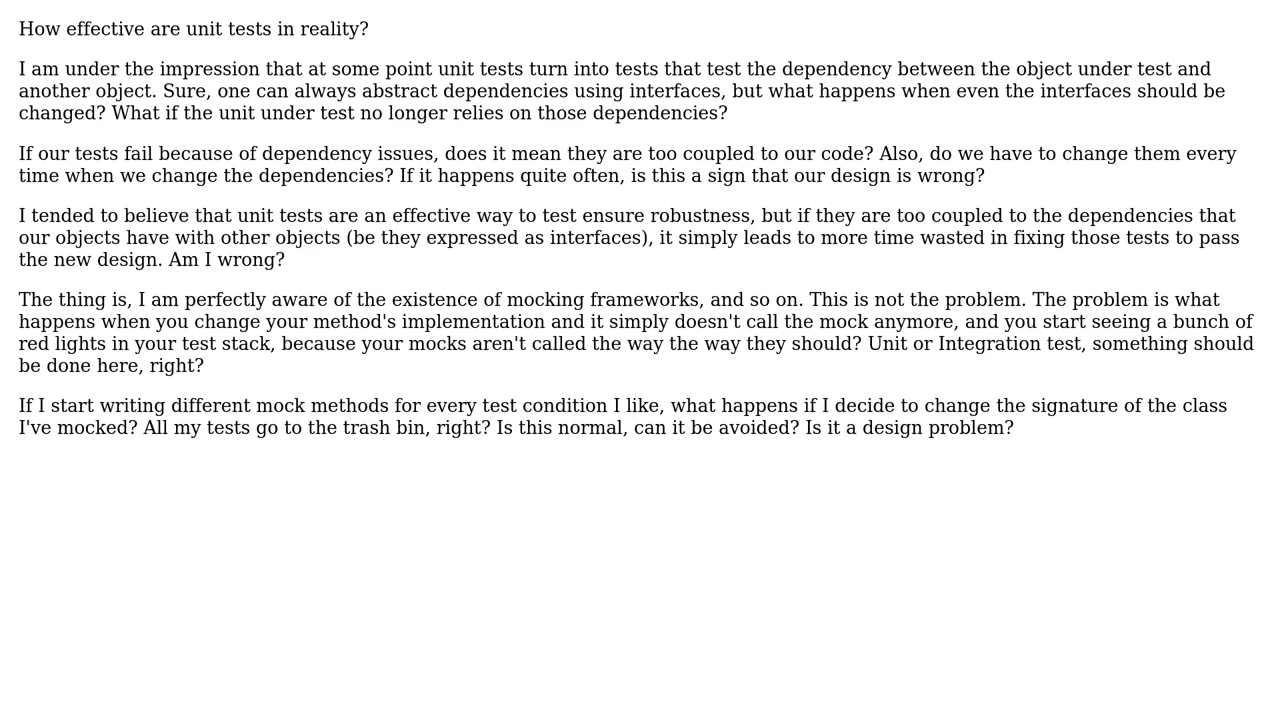 How effective are unit tests in reality?
I am under the impression that at some point unit tests turn into tests that test the dependency between the object under test and
another object. Sure, one can always abstract dependencies using interfaces, but what happens when even the interfaces should be
changed? What if the unit under test no longer relies on those dependencies?
If our tests fail because of dependency issues, does it mean they are too coupled to our code? Also, do we have to change them every
time when we change the dependencies? If it happens quite often, is this a sign that our design is wrong?
I tended to believe that unit tests are an effective way to test ensure robustness, but if they are too coupled to the dependencies that
our objects have with other objects (be they expressed as interfaces), it simply leads to more time wasted in fixing those tests to pass
the new design. Am I wrong?
The thing is, I am perfectly aware of the existence of mocking frameworks, and so on. This is not the problem. The problem is what
happens when you change your method's implementation and it simply doesn't call the mock anymore, and you start seeing a bunch of
red lights in your test stack, because your mocks aren't called the way the way they should? Unit or Integration test, something should
be done here, right?
If I start writing different mock methods for every test condition I like, what happens if I decide to change the signature of the class
I've mocked? All my tests go to the trash bin, right? Is this normal, can it be avoided? Is it a design problem?